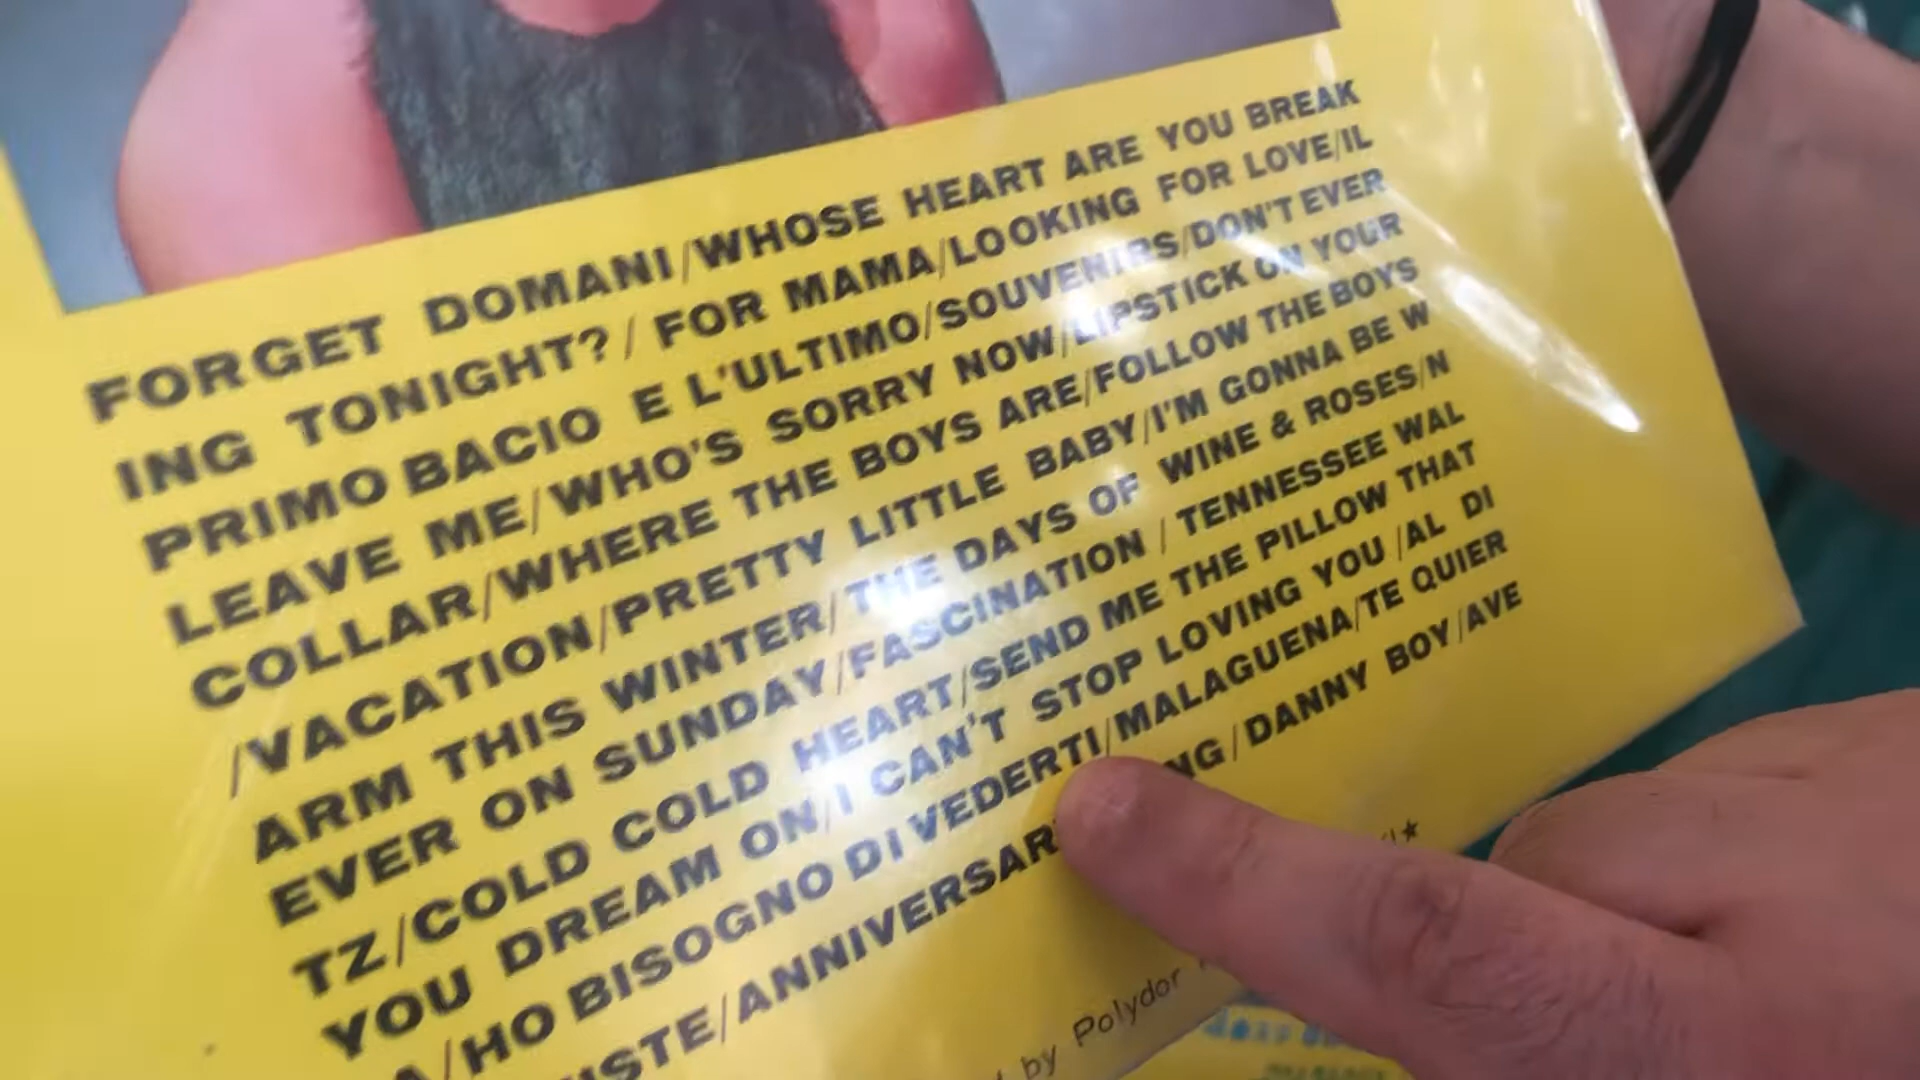 FORGET DOMANI/WHOSE HEART ARE YOU BREAK
ING TONIGHT?/ FOR MAMA/LOOKING FOR LOVE/IL
PRIMO BACIO E L'ULTIMO/SOUVENIRS/DON'T EVER
LEAVE ME/WHO'S SORRY NOW/LIPSTICK ON YOUR
COLLAR/WHERE THE BOYS ARE/FOLLOW THE BOYS
/VACATION/PRETTY LITTLE BABY/I'M GONNA BE W
ARM THIS WINTER/THE DAYS OF WINE & ROSES/N
EVER ON SUNDAY/FASCINATION / TENNESSEE WAL
TZ/COLD COLD HEART/SEND ME THE PILLOW THAT
YOU DREAM ON/I CAN'T STOP LOVING YOU /AL DI
A/HO BISOGNO DI VEDERTI/MALAGUENA/TE QUIER
ISTE/ANNIVERSAR NG/DANNY BOY/AVE
by Polydor